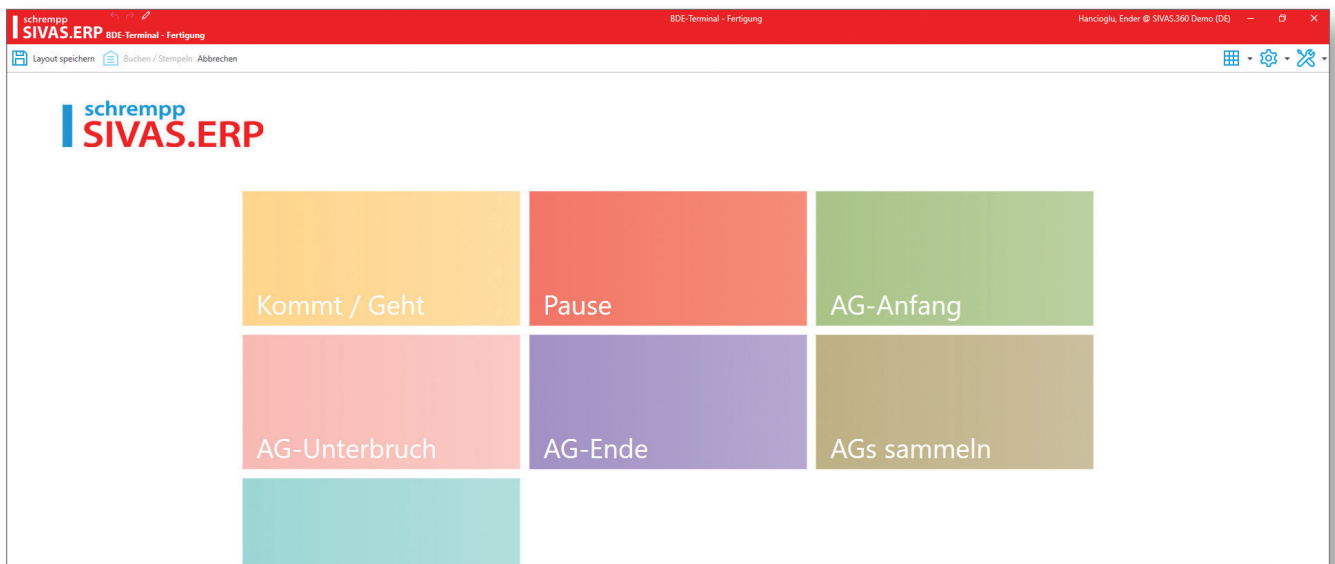 schrempp
SIVAS.ERP BDE-Terminal - Fertigung
BDE-Terminal - Fertigung
Hancioglu, Ender @ SIVAS.360 Demo (DE)
Layout speichern Buchen / Stempeln Abbrechen
schrempp
SIVAS.ERP
Kommt / Geht
Pause
AG-Anfang
AG-Unterbruch
AG-Ende
AGs sammeln